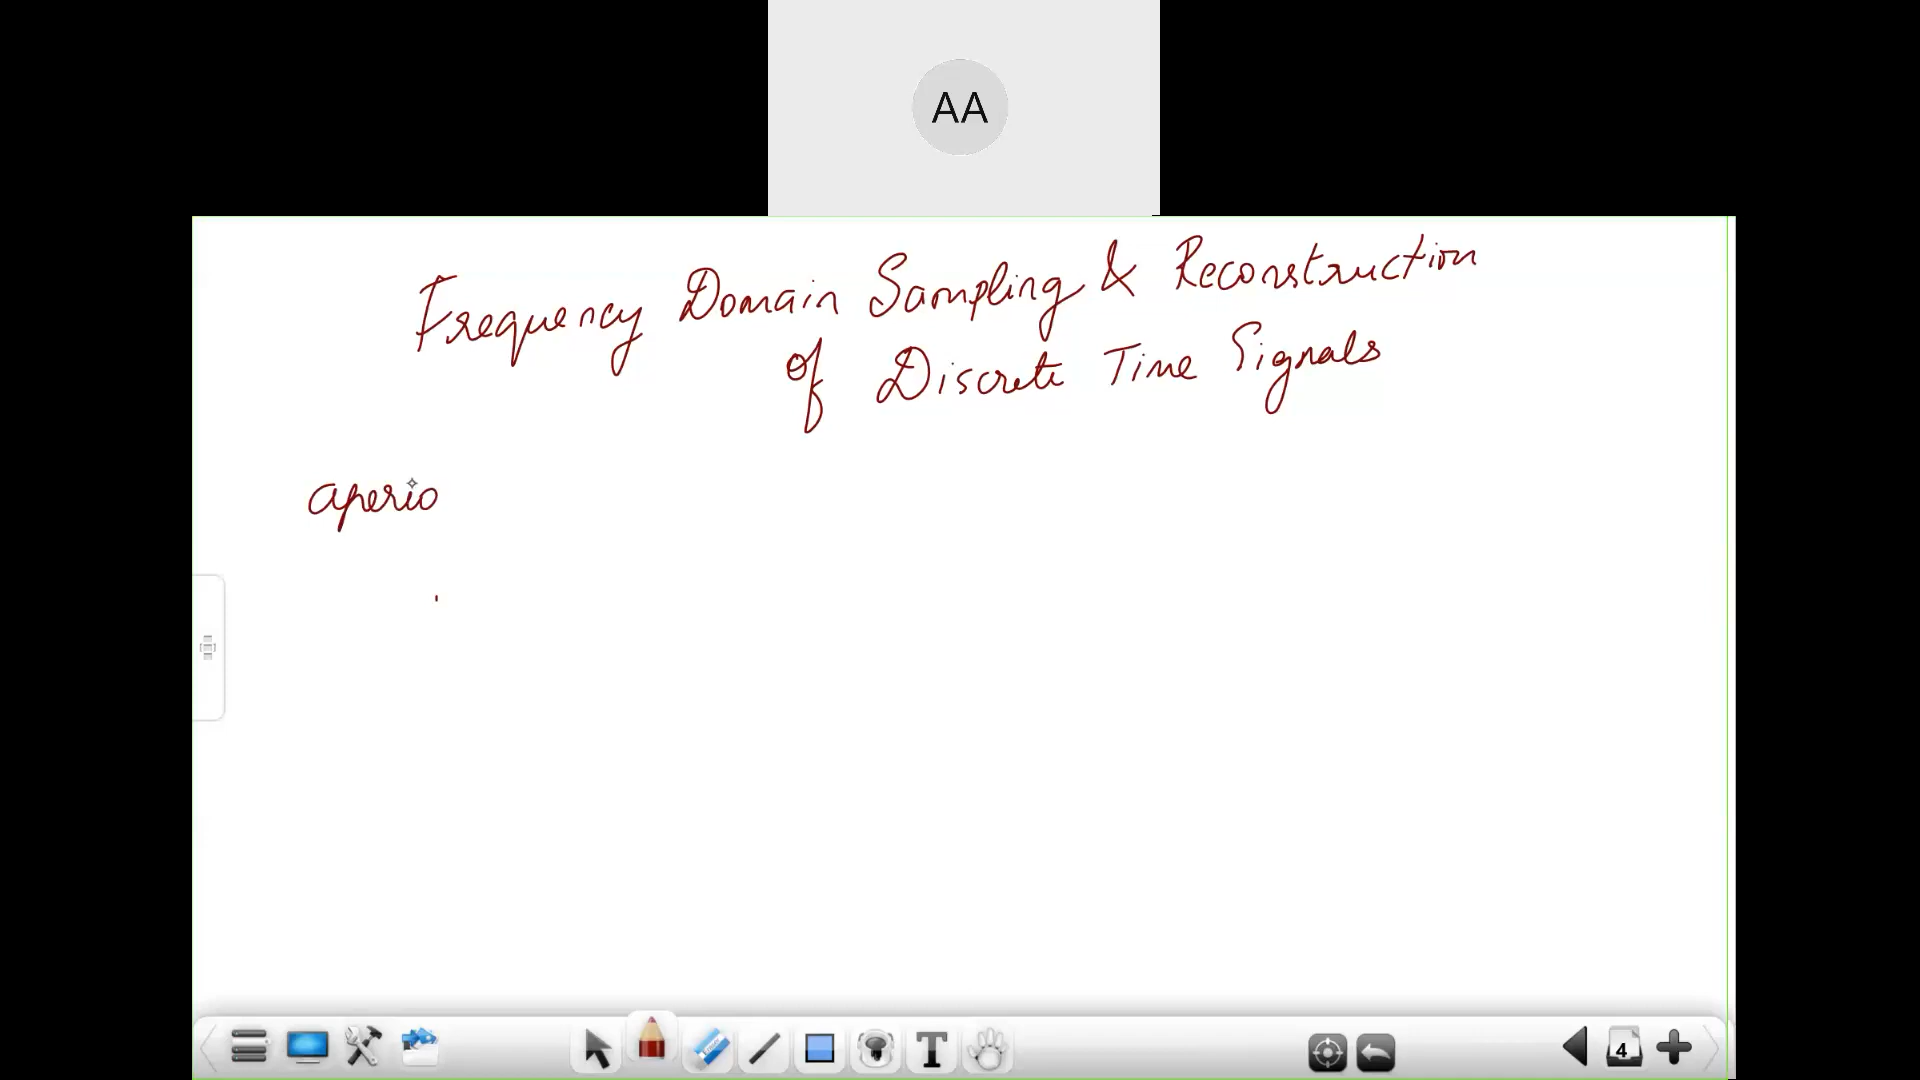 AA
Frequency Domain Sampling & Reconstruction
of Discrete Time Signals
aperio
4